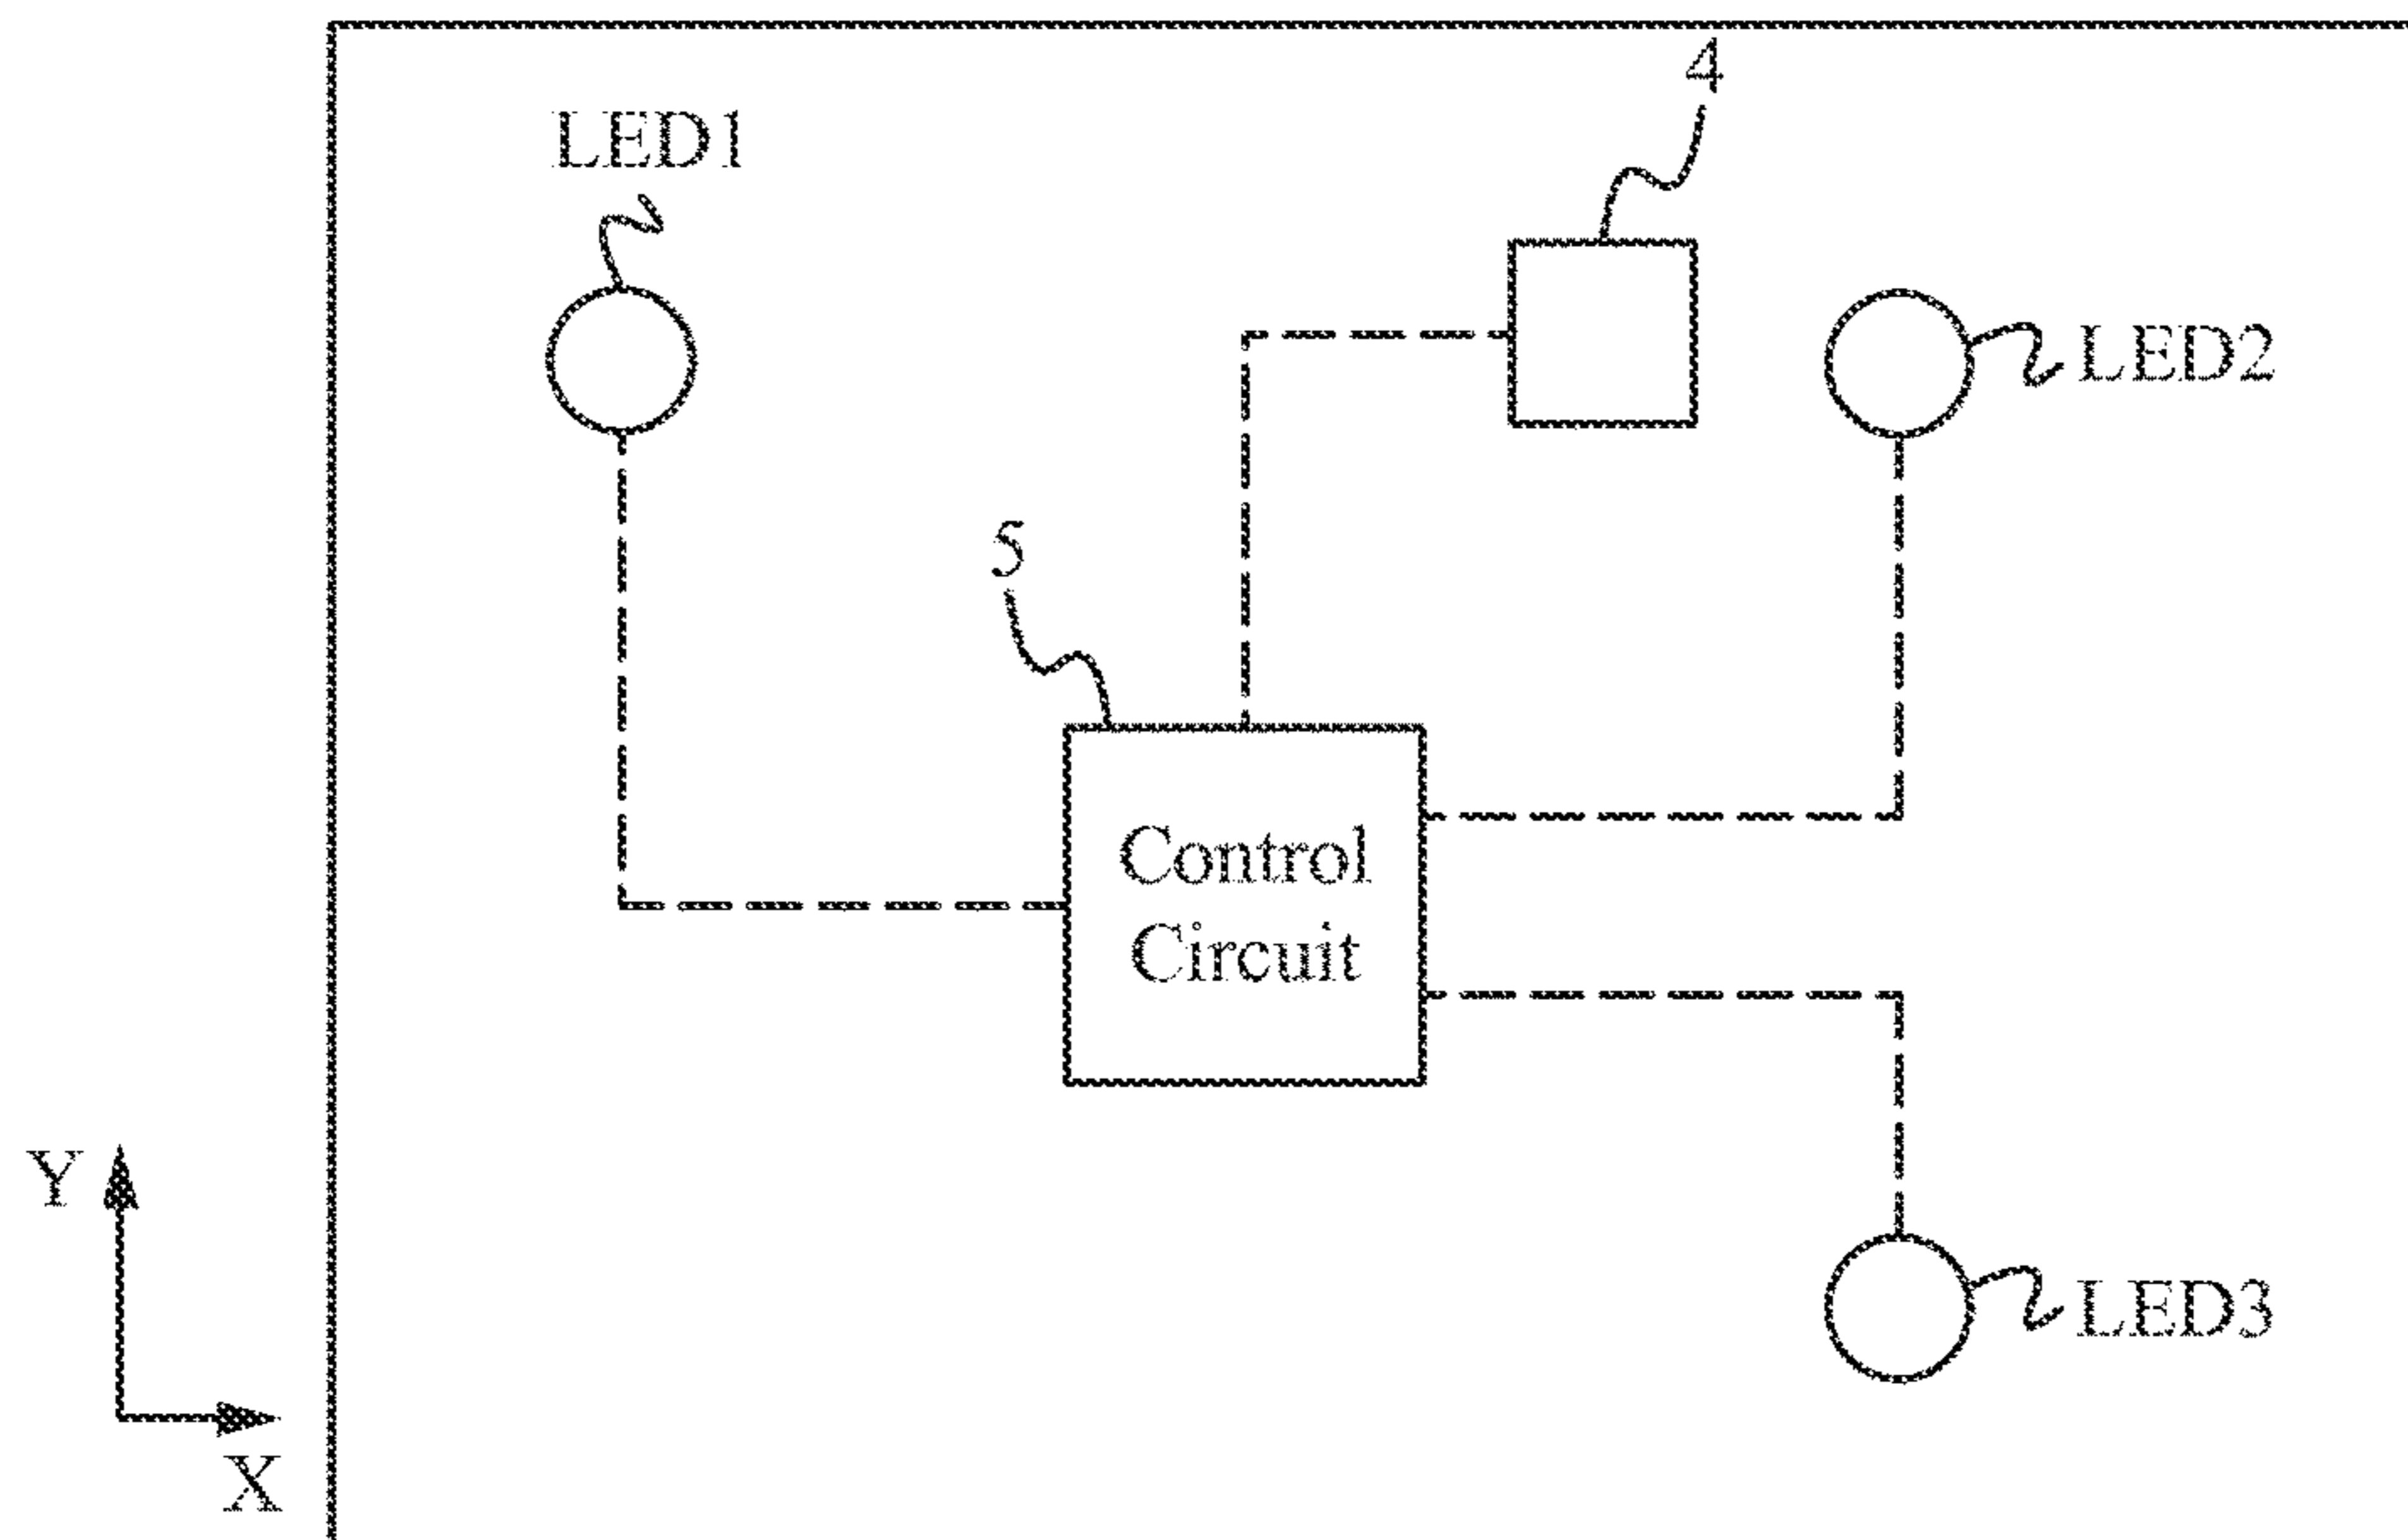 4
LED1
LED2
5
Control
Circuit
Y
LED3
X